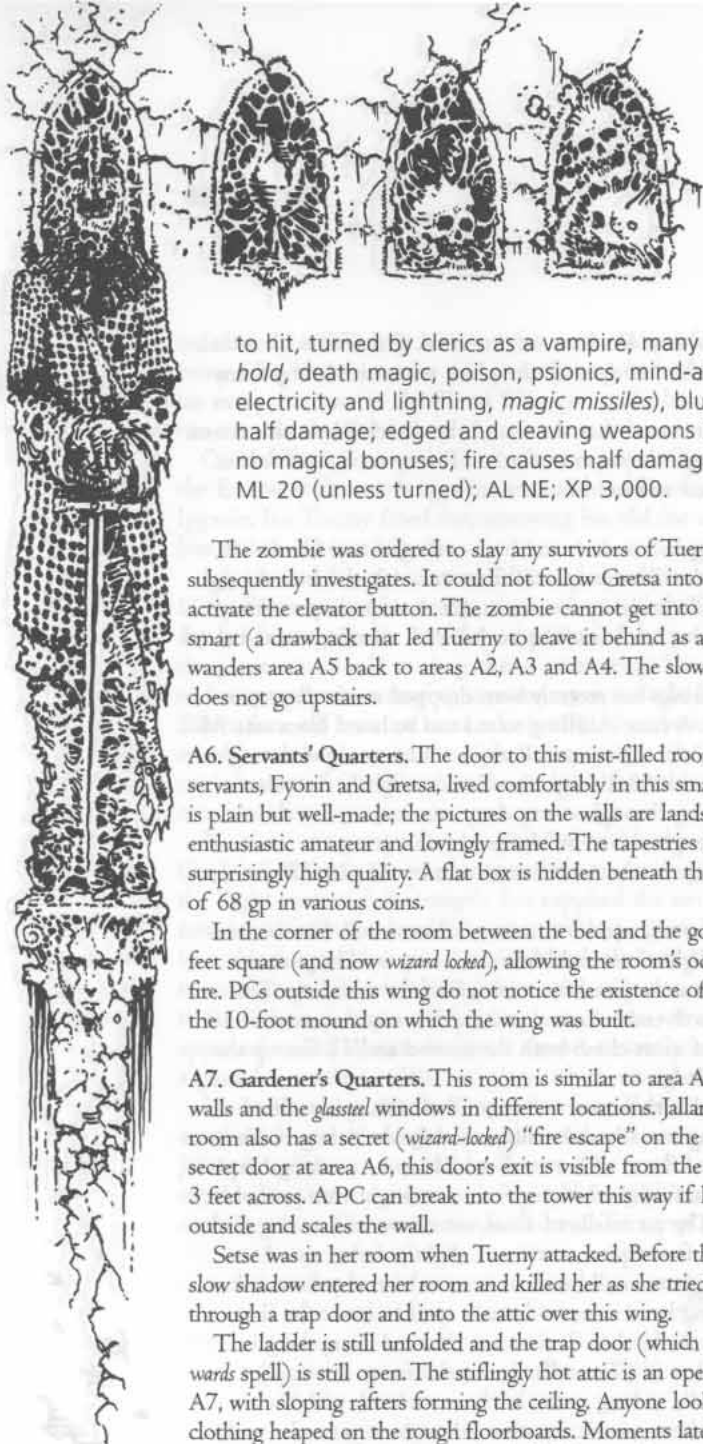 to hit, turned by clerics as a vampire, many
hold, death magic, poison, psionics, mind-a
electricity and lightning, magic missiles), blu
half damage; edged and cleaving weapons
no magical bonuses; fire causes half damag
ML 20 (unless turned); AL NE; XP 3,000.
The zombie was ordered to slay any survivors of Tuer
subsequently investigates. It could not follow Gretsa into
activate the elevator button. The zombie cannot get into
smart (a drawback that led Tuerny to leave it behind as a
wanders area A5 back to areas A2, A3 and A4. The slow
does not go upstairs.
A6. Servants' Quarters. The door to this mist-filled roor
servants, Fyorin and Gretsa, lived comfortably in this sma
is plain but well-made; the pictures on the walls are lands
enthusiastic amateur and lovingly framed. The tapestries
surprisingly high quality. A flat box is hidden beneath th
of 68 gp in various coins.
In the corner of the room between the bed and the go
feet square (and now wizard locked), allowing the room's oc
fire. PCs outside this wing do not notice the existence of
the 10-foot mound on which the wing was built.
A7. Gardener's Quarters. This room is similar to area A
walls and the glassteel windows in different locations. Jallar
room also has a secret (wizard-locked) "fire escape" on the
secret door at area A6, this door's exit is visible from the
3 feet across. A PC can break into the tower this way if l
outside and scales the wall.
Setse was in her room when Tuerny attacked. Before th
slow shadow entered her room and killed her as she tried
through a trap door and into the attic over this wing.
The ladder is still unfolded and the trap door (which
wards spell) is still open. The stiflingly hot attic is an ope
A7, with sloping rafters forming the ceiling. Anyone lool
clothing heaped on the rough floorboards. Moments late